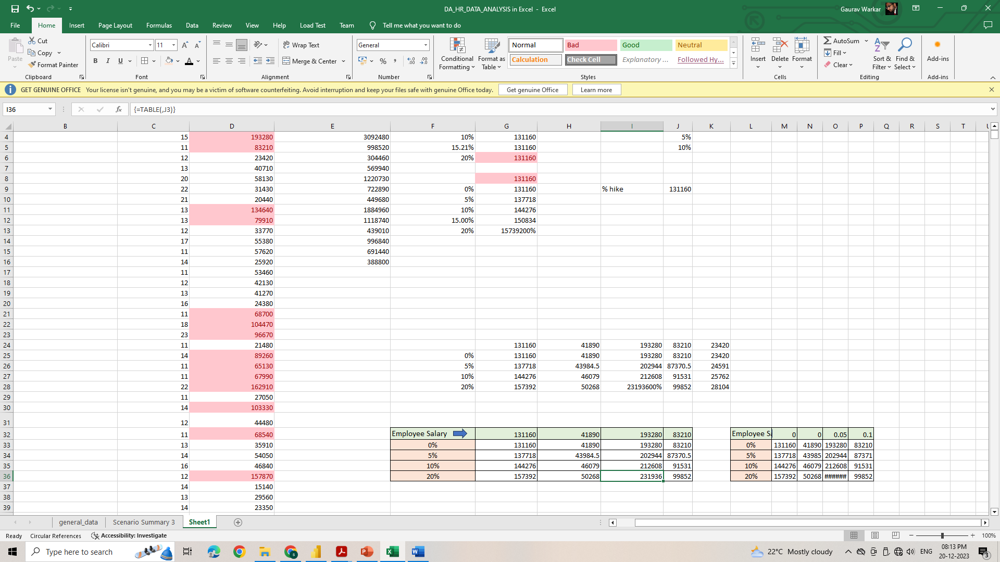 DA_HR_DATA_ANALYSIS in Excel - Excel
Gaurav Warkar
File Home Insert Page Layout Formulas Data Review View Help Load Test Team Tell me what you want to do
Paste Cut Copy Format Painter
Calibri 11
B I U
Wrap Text
Merge & Center
General
Conditional Formatting
Format as Table
Normal Bad Good Neutral
Calculation Check Cell Explanatory ... Followed Hy...
Insert Delete Format
AutoSum Fill Clear
Sort & Filter
Find & Select
Add-ins
Clipboard Font Alignment Number Styles Cells Editing Add-ins
GET GENUINE OFFICE Your license isn't genuine, and you may be a victim of software counterfeiting. Avoid interruption and keep your files safe with genuine Office today. Get genuine Office Learn more
I36 fx {=TABLE(,J3)}
B C D E F G H I J K L M N O P Q R S T
4 15 193280 3092480 10% 131160 5%
5 11 83210 998520 15.21% 131160 10%
6 12 23420 304460 20% 131160
7 13 40710 569940
8 20 58130 1220730 131160
9 22 31430 722890 0% 131160 % hike 131160
10 21 20440 449680 5% 137718
11 13 134640 1884960 10% 144276
12 13 79910 1118740 15.00% 150834
13 12 33770 439010 20% 15739200%
14 17 55380 996840
15 11 57620 691440
16 14 25920 388800
17 11 53460
18 12 42130
19 13 41270
20 16 24380
21 11 68700
22 18 104470
23 23 96670
24 11 21480 131160 41890 193280 83210 23420
25 14 89260 0% 131160 41890 193280 83210 23420
26 11 65130 5% 137718 43984.5 202944 87370.5 24591
27 11 67990 10% 144276 46079 212608 91531 25762
28 22 162910 20% 157392 50268 23193600% 99852 28104
29 11 27050
30 14 103330
31 12 44480
32 11 68540 Employee Salary 131160 41890 193280 83210 Employee Sa 0 0 0.05 0.1
33 13 35910 0% 131160 41890 193280 83210 0% 131160 41890 193280 83210
34 14 54050 5% 137718 43984.5 202944 87370.5 5% 137718 43985 202944 87371
35 16 46840 10% 144276 46079 212608 91531 10% 144276 46079 212608 91531
36 12 157870 20% 157392 50268 231936 99852 20% 157392 50268 ###### 99852
37 14 15140
38 13 29560
39 14 23350
general_data Scenario Summary 3 Sheet1
Ready Circular References Accessibility: Investigate 100%
Type here to search
22°C Mostly cloudy
ENG
08:13 PM
20-12-2023
3